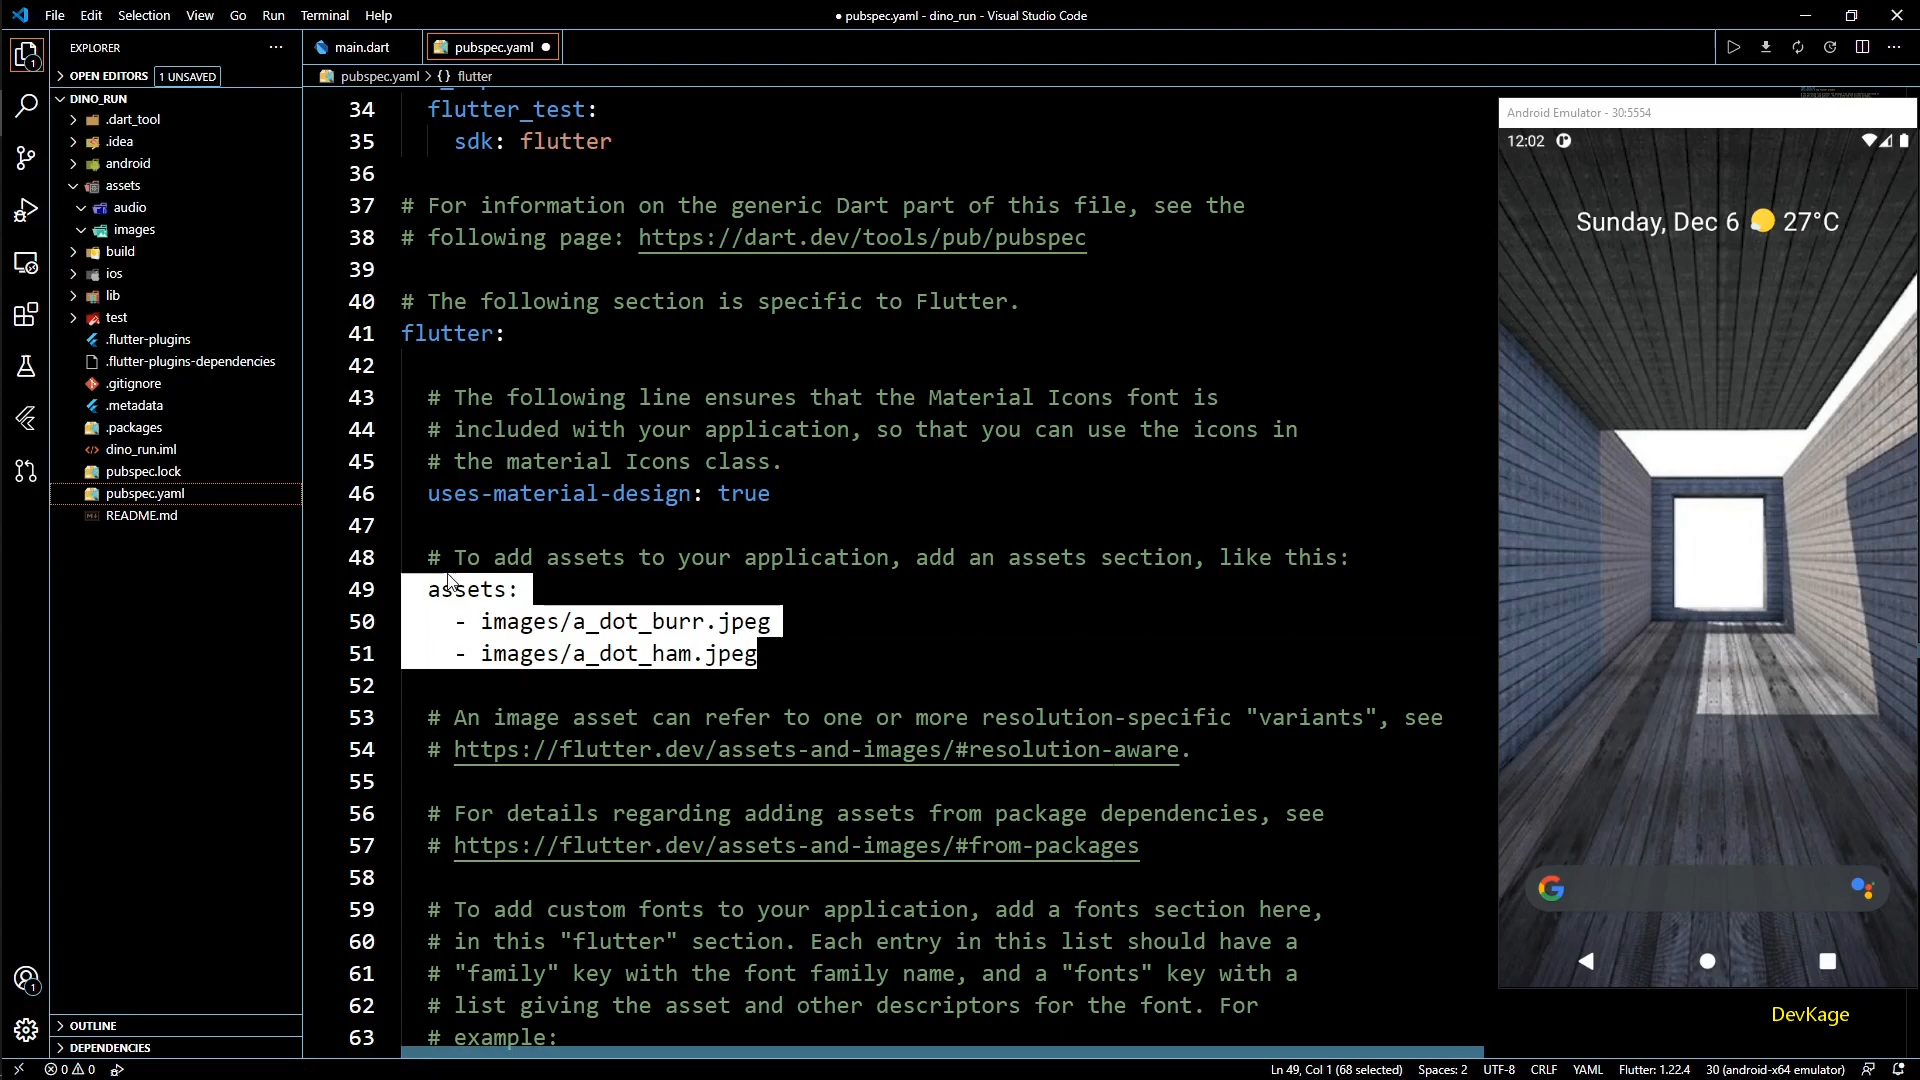 File Edit Selection View Go Run Terminal Help
● pubspec.yaml - dino_run - Visual Studio Code
EXPLORER
OPEN EDITORS 1 UNSAVED
DINO_RUN
.dart_tool
.idea
android
assets
audio
images
build
ios
lib
test
.flutter-plugins
.flutter-plugins-dependencies
.gitignore
.metadata
.packages
dino_run.iml
pubspec.lock
pubspec.yaml
README.md
OUTLINE
DEPENDENCIES
main.dart
pubspec.yaml
pubspec.yaml > {} flutter
34 flutter_test:
35 sdk: flutter
36
37 # For information on the generic Dart part of this file, see the
38 # following page: https://dart.dev/tools/pub/pubspec
39
40 # The following section is specific to Flutter.
41 flutter:
42
43 # The following line ensures that the Material Icons font is
44 # included with your application, so that you can use the icons in
45 # the material Icons class.
46 uses-material-design: true
47
48 # To add assets to your application, add an assets section, like this:
49 assets:
50 - images/a_dot_burr.jpeg
51 - images/a_dot_ham.jpeg
52
53 # An image asset can refer to one or more resolution-specific "variants", see
54 # https://flutter.dev/assets-and-images/#resolution-aware.
55
56 # For details regarding adding assets from package dependencies, see
57 # https://flutter.dev/assets-and-images/#from-packages
58
59 # To add custom fonts to your application, add a fonts section here,
60 # in this "flutter" section. Each entry in this list should have a
61 # "family" key with the font family name, and a "fonts" key with a
62 # list giving the asset and other descriptors for the font. For
63 # example:
Android Emulator - 30:5554
12:02
Sunday, Dec 6 27°C
DevKage
0 0
Ln 49, Col 1 (68 selected) Spaces: 2 UTF-8 CRLF YAML Flutter: 1.22.4 30 (android-x64 emulator)
1
1